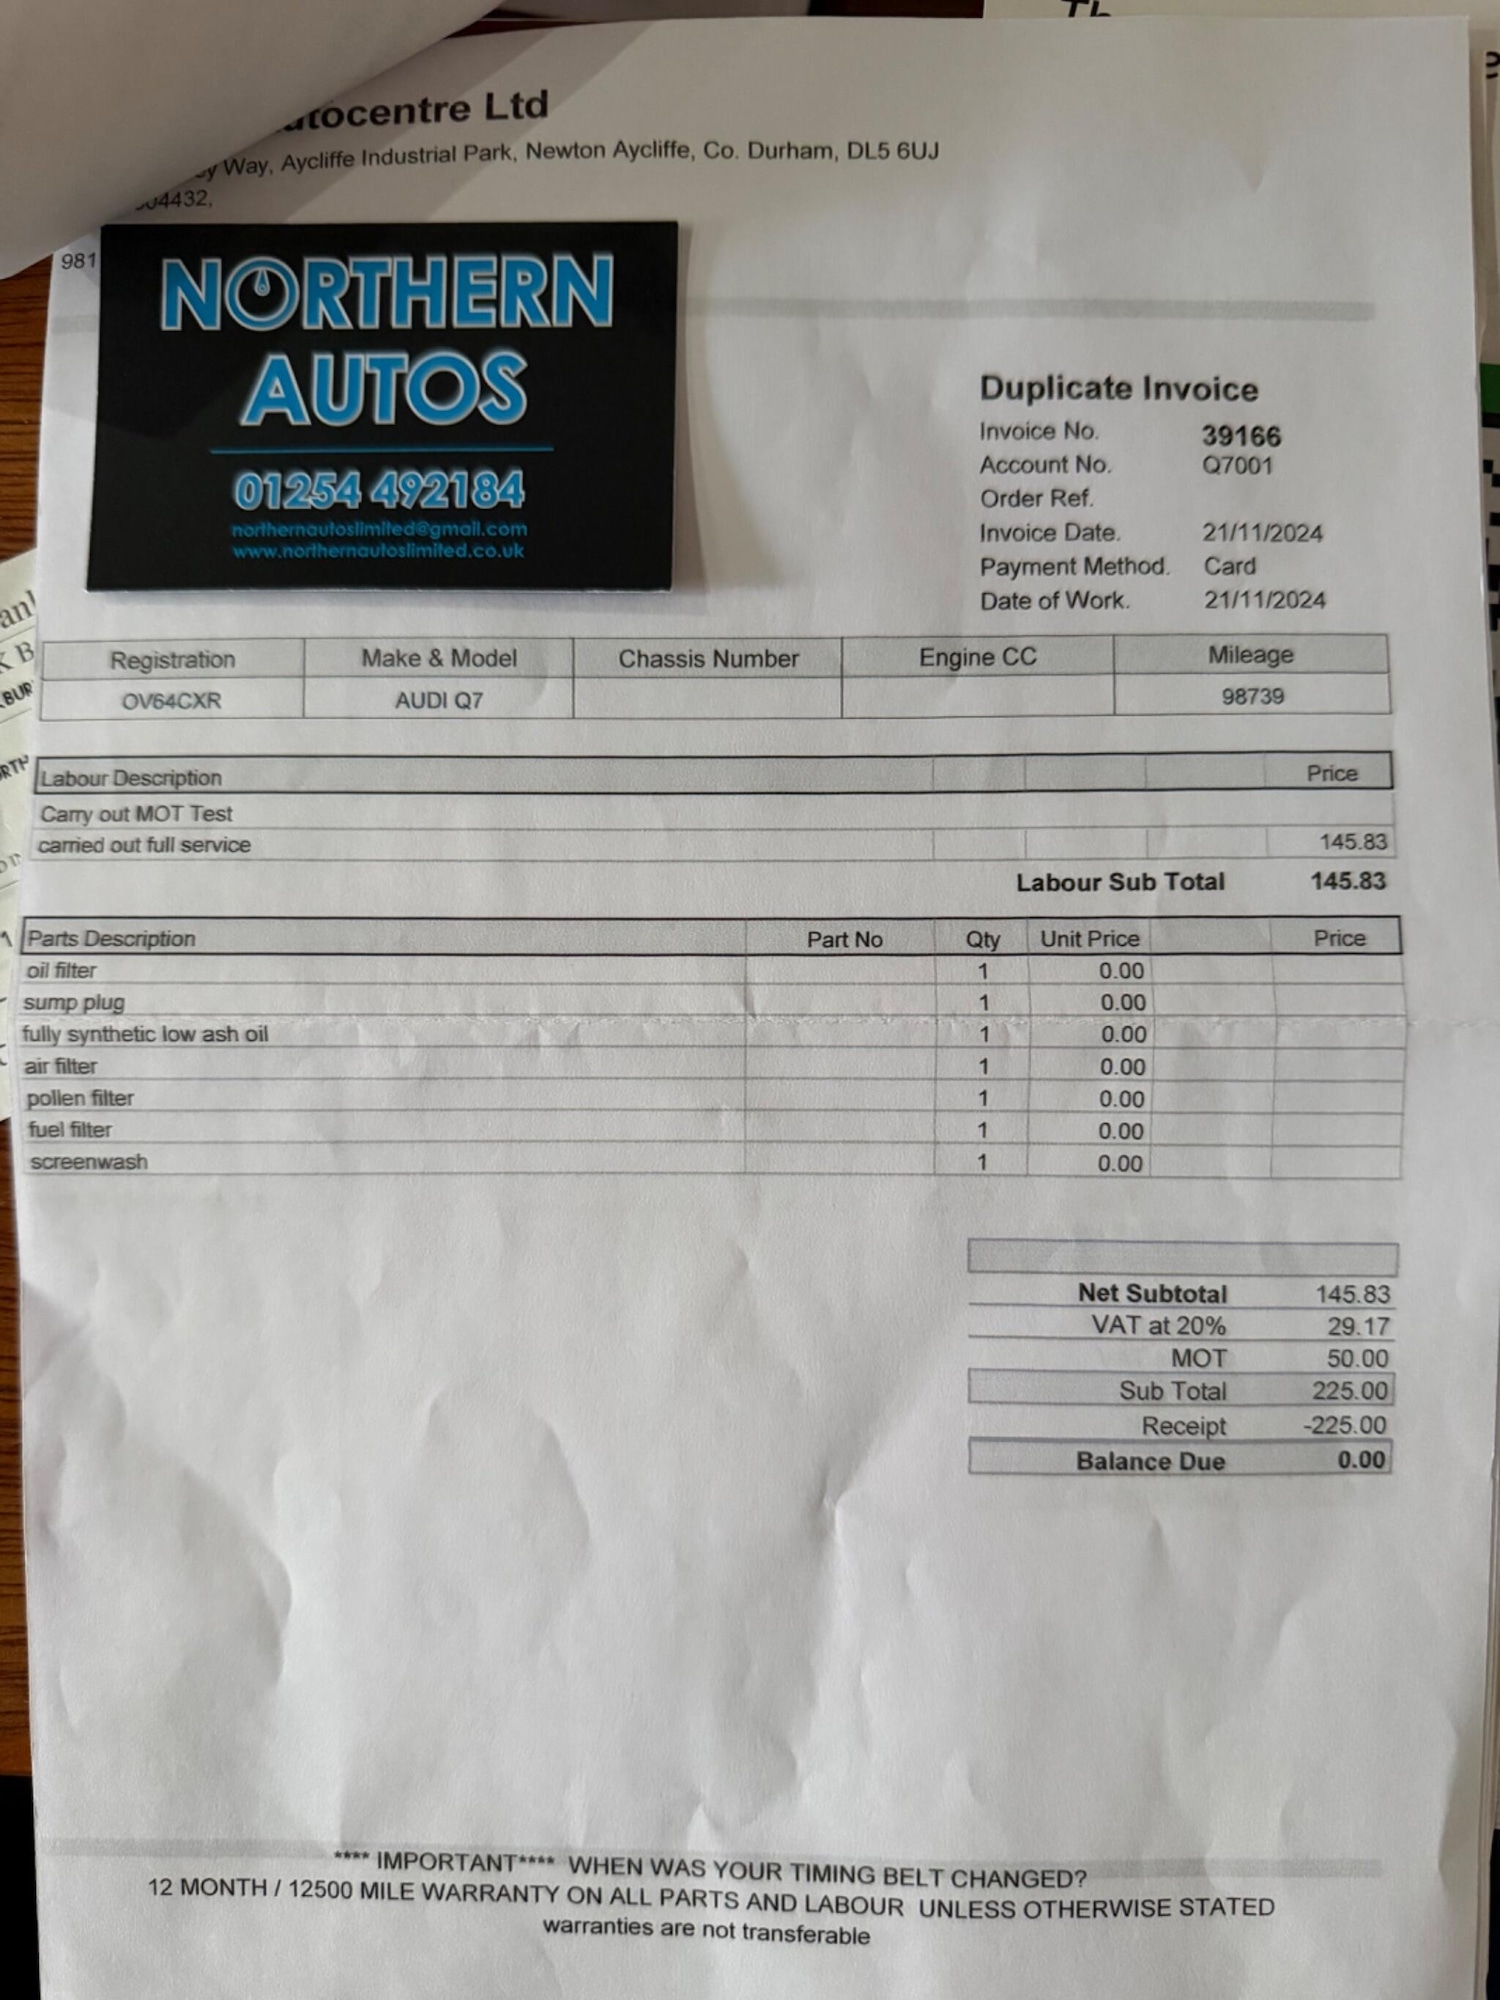 Autocentre Ltd
Way, Aycliffe Industrial Park, Newton Aycliffe, Co. Durham, DL5 6UJ
04432,
981
NORTHERN
AUTOS
01254 492184
northernautoslimited@gmail.com
www.northernautoslimited.co.uk
Duplicate Invoice
Invoice No. 39166
Account No. Q7001
Order Ref.
Invoice Date. 21/11/2024
Payment Method. Card
Date of Work. 21/11/2024
Registration Make & Model Chassis Number Engine CC Mileage
OV64CXR AUDI Q7 98739
Labour Description Price
Carry out MOT Test
carried out full service 145.83
Labour Sub Total 145.83
Parts Description Part No Qty Unit Price Price
oil filter 1 0.00
sump plug 1 0.00
fully synthetic low ash oil 1 0.00
air filter 1 0.00
pollen filter 1 0.00
fuel filter 1 0.00
screenwash 1 0.00
Net Subtotal 145.83
VAT at 20% 29.17
MOT 50.00
Sub Total 225.00
Receipt -225.00
Balance Due 0.00
**** IMPORTANT**** WHEN WAS YOUR TIMING BELT CHANGED?
12 MONTH / 12500 MILE WARRANTY ON ALL PARTS AND LABOUR UNLESS OTHERWISE STATED
warranties are not transferable